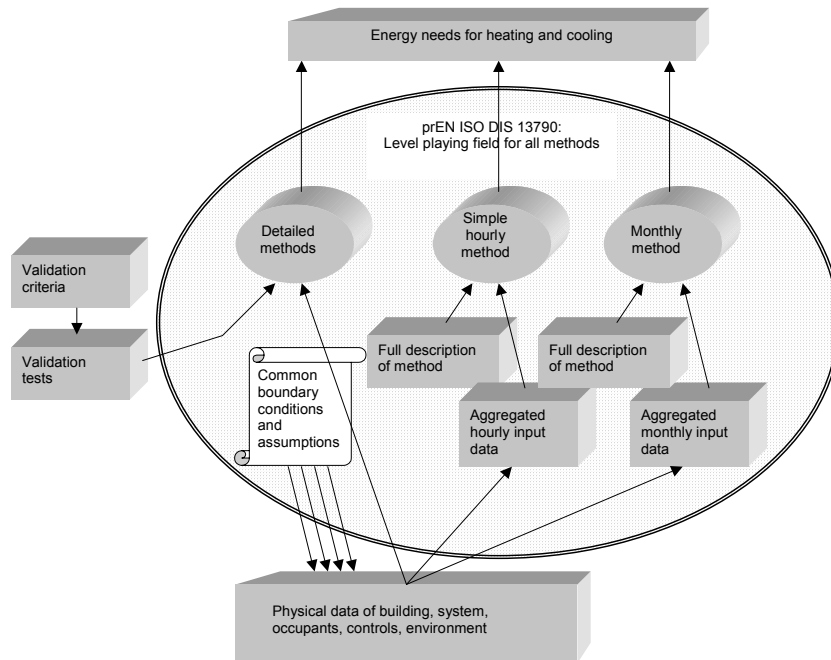 Energy needs for heating and cooling
prEN ISO DIS 13790:
Level playing field for all methods
Detailed
methods
Simple
hourly
method
Monthly
method
Validation
criteria
Validation
tests
Full description
of method
Full description
of method
Common
boundary
conditions
and
assumptions
Aggregated
hourly input
data
Aggregated
monthly input
data
Physical data of building, system,
occupants, controls, environment